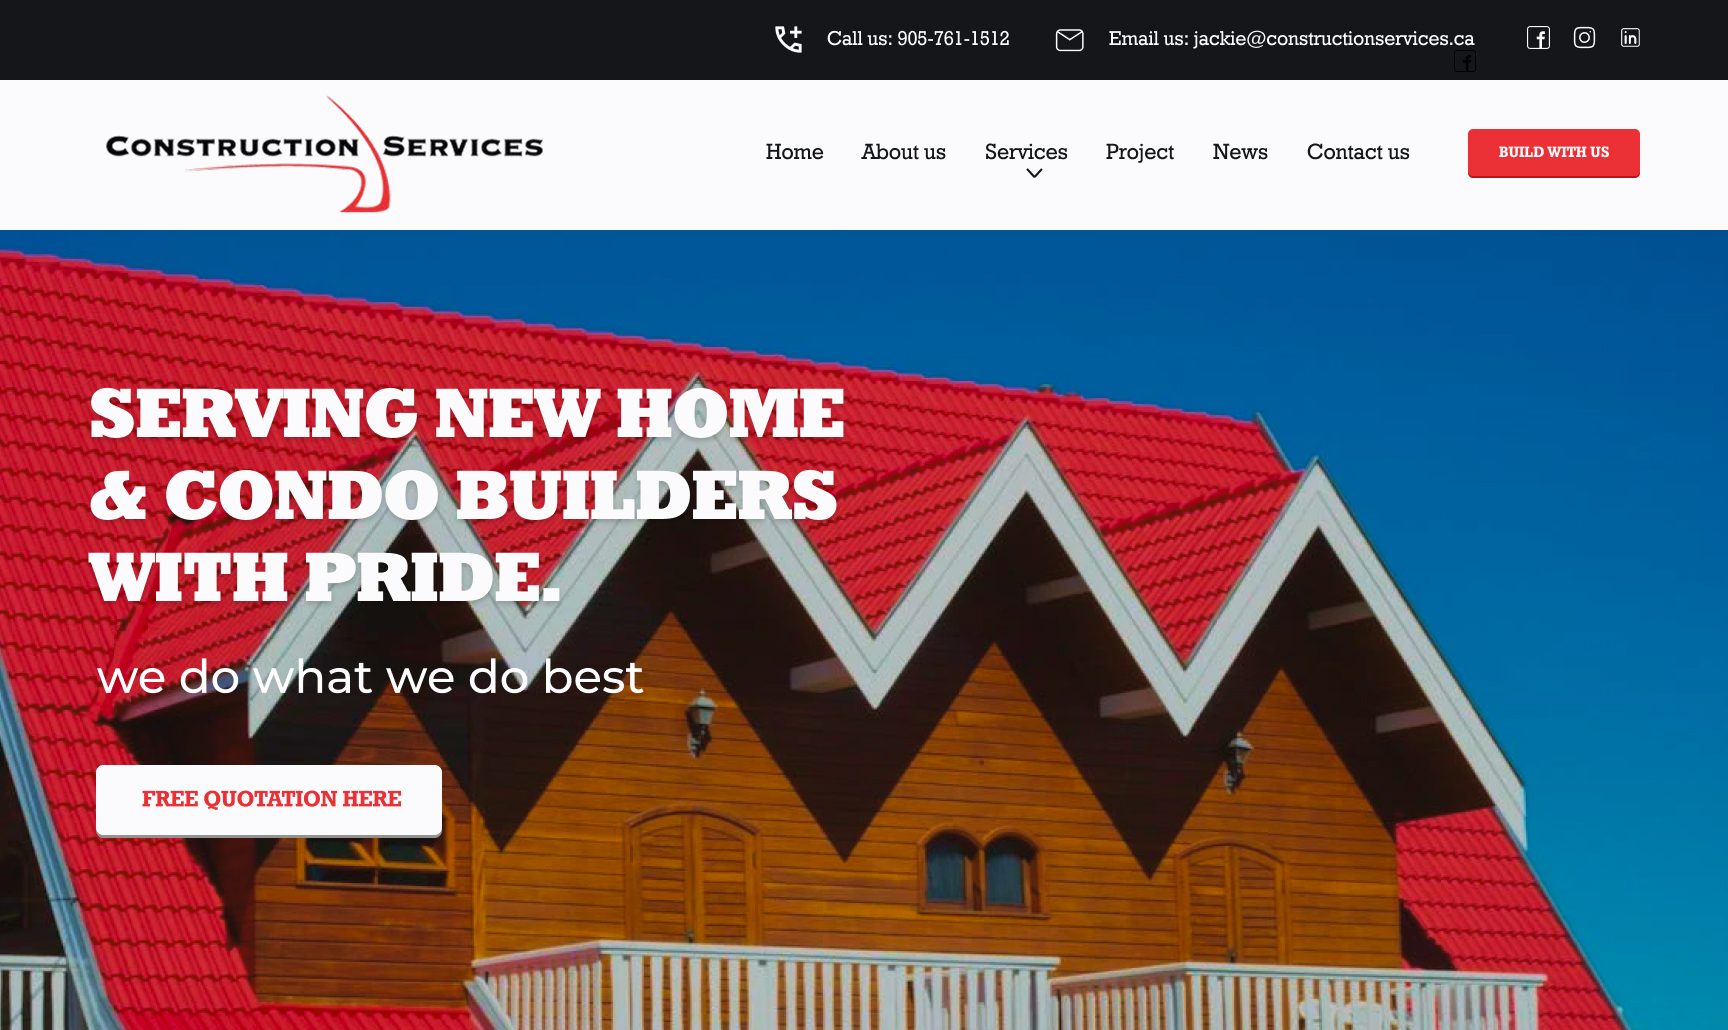 Call us: 905-761-1512
Email us: jackie@constructionservices.ca
CONSTRUCTION SERVICES
Home
About us
Services
Project
News
Contact us
BUILD WITH US
SERVING NEW HOME
& CONDO BUILDERS
WITH PRIDE.
we do what we do best
FREE QUOTATION HERE